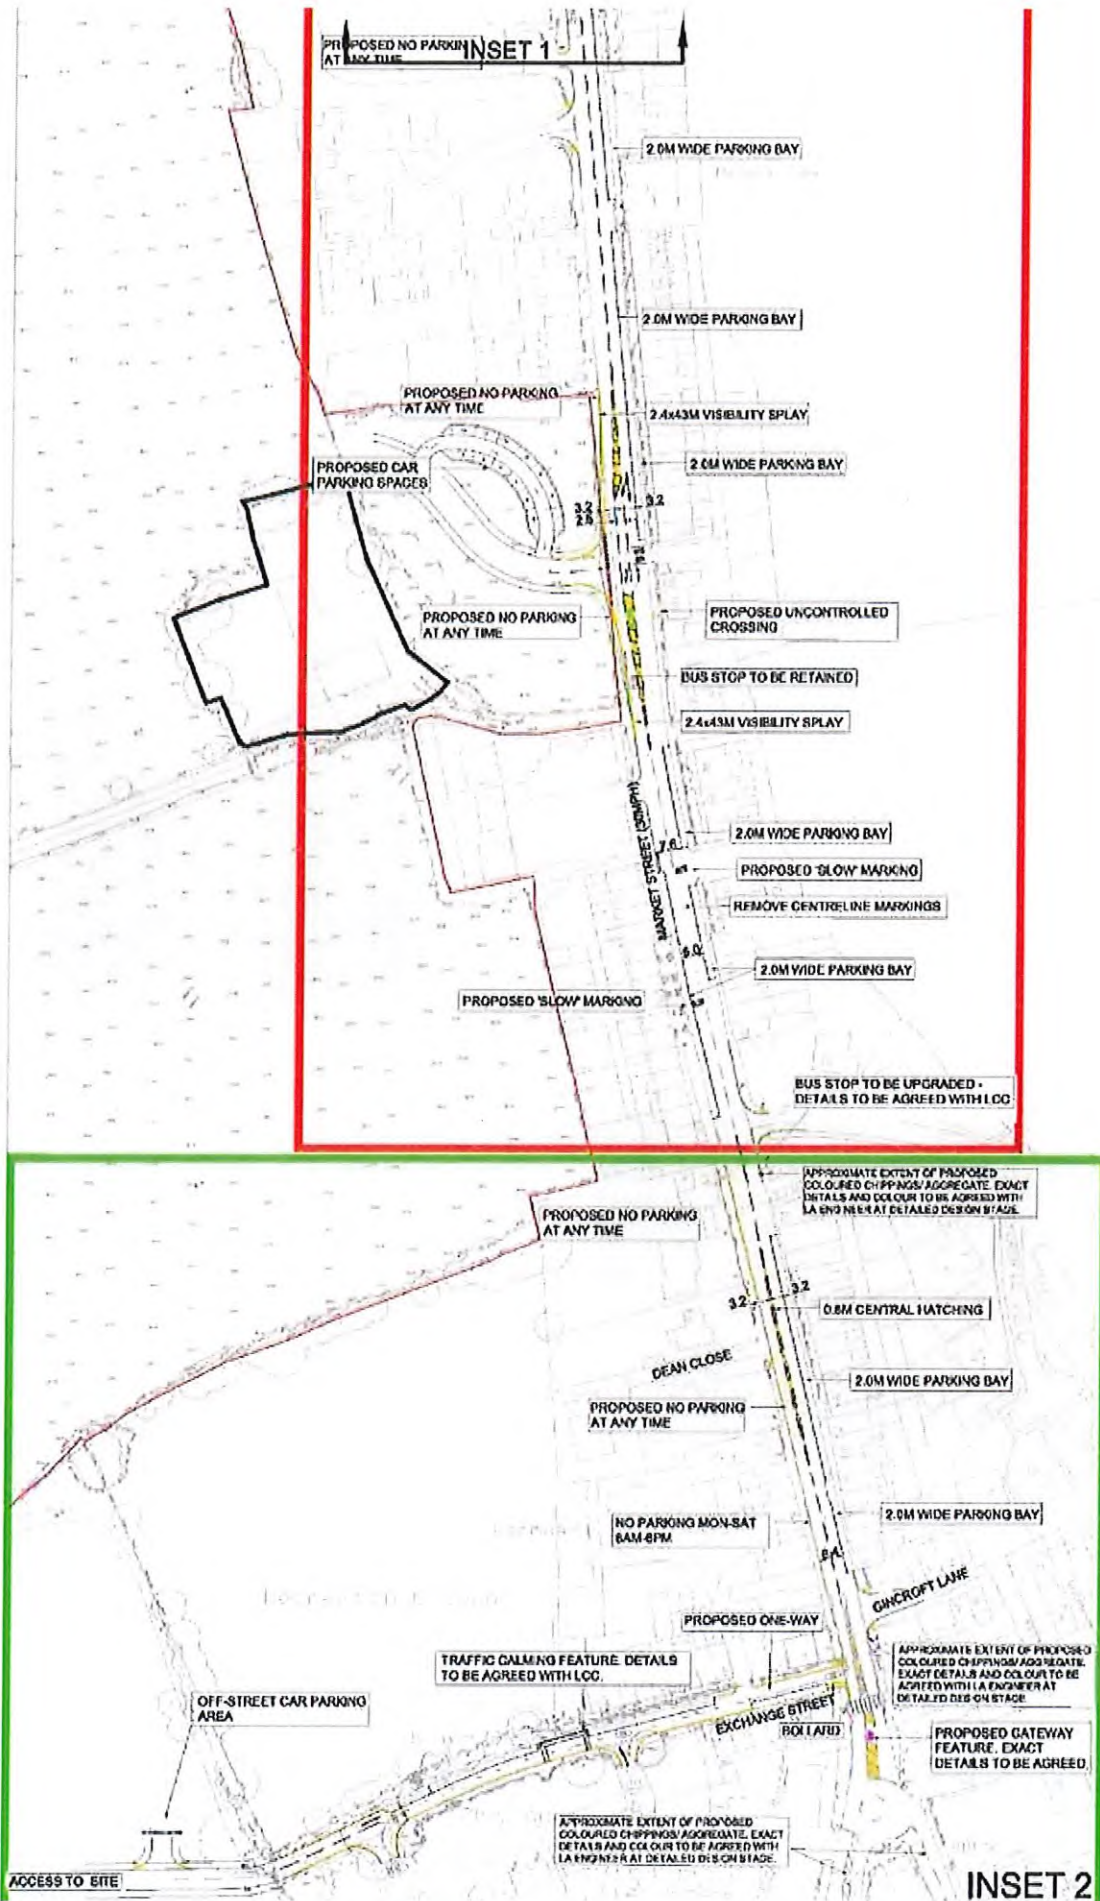 PROPOSED NO PARKING
AT ANY TIME
INSET 1
2.0M WIDE PARKING BAY
2.0M WIDE PARKING BAY
PROPOSED NO PARKING
AT ANY TIME
2.4x43M VISIBILITY SPLAY
2.0M WIDE PARKING BAY
PROPOSED CAR
PARKING SPACES
3.2
3.2
PROPOSED NO PARKING
AT ANY TIME
PROPOSED UNCONTROLLED
CROSSING
BUS STOP TO BE RETAINED
2.4x43M VISIBILITY SPLAY
MARKET STREET (30MPH)
2.0M WIDE PARKING BAY
7.6
PROPOSED 'SLOW' MARKING
REMOVE CENTRELINE MARKINGS
6.0
2.0M WIDE PARKING BAY
PROPOSED 'SLOW' MARKING
BUS STOP TO BE UPGRADED -
DETAILS TO BE AGREED WITH LCC
APPROXIMATE EXTENT OF PROPOSED
COLOURED CHIPPINGS/AGGREGATE. EXACT
DETAILS AND COLOUR TO BE AGREED WITH
LA ENGINEER AT DETAILED DESIGN STAGE.
PROPOSED NO PARKING
AT ANY TIME
3.2
3.2
0.8M CENTRAL HATCHING
DEAN CLOSE
2.0M WIDE PARKING BAY
PROPOSED NO PARKING
AT ANY TIME
2.0M WIDE PARKING BAY
NO PARKING MON-SAT
8AM-6PM
GINCROFT LANE
PROPOSED ONE-WAY
TRAFFIC CALMING FEATURE. DETAILS
TO BE AGREED WITH LCC.
APPROXIMATE EXTENT OF PROPOSED
COLOURED CHIPPINGS/AGGREGATE.
EXACT DETAILS AND COLOUR TO BE
AGREED WITH LA ENGINEER AT
DETAILED DESIGN STAGE
OFF-STREET CAR PARKING
AREA
EXCHANGE STREET
BOLLARD
PROPOSED GATEWAY
FEATURE. EXACT
DETAILS TO BE AGREED.
APPROXIMATE EXTENT OF PROPOSED
COLOURED CHIPPINGS/AGGREGATE. EXACT
DETAILS AND COLOUR TO BE AGREED WITH
LA ENGINEER AT DETAILED DESIGN STAGE.
ACCESS TO SITE
INSET 2